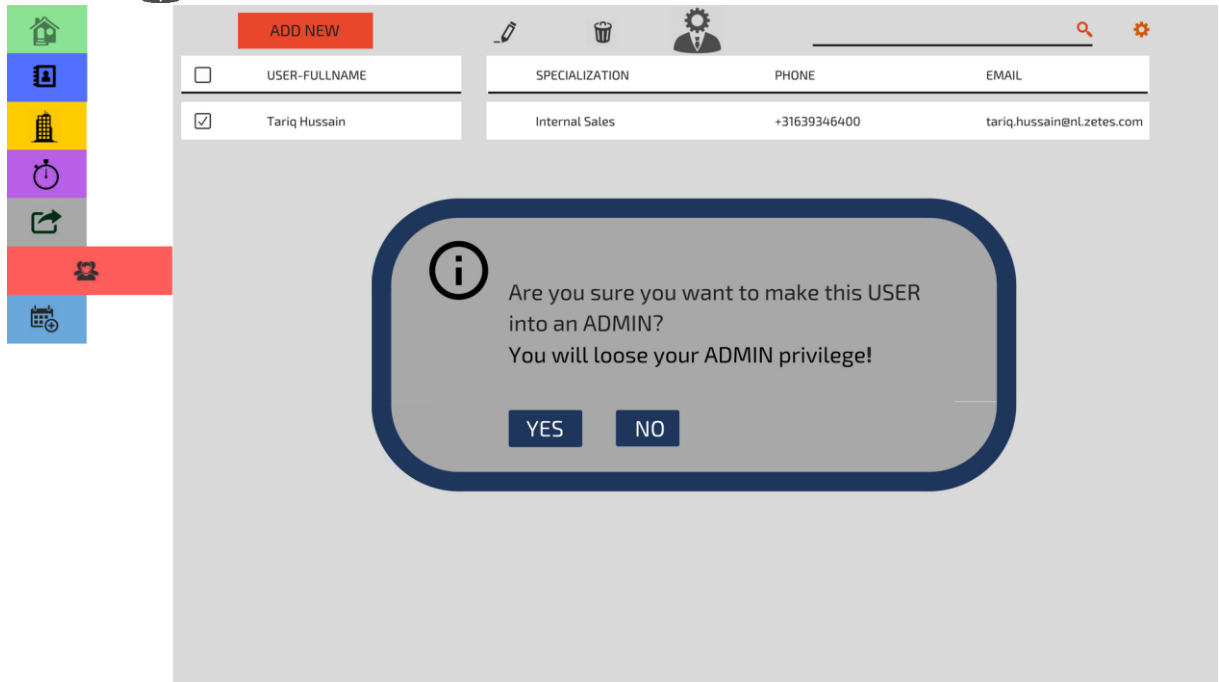 ADD NEW
USER-FULLNAME SPECIALIZATION PHONE EMAIL
Tariq Hussain Internal Sales +31639346400 tariq.hussain@nl.zetes.com
Are you sure you want to make this USER
into an ADMIN?
You will loose your ADMIN privilege!
YES NO